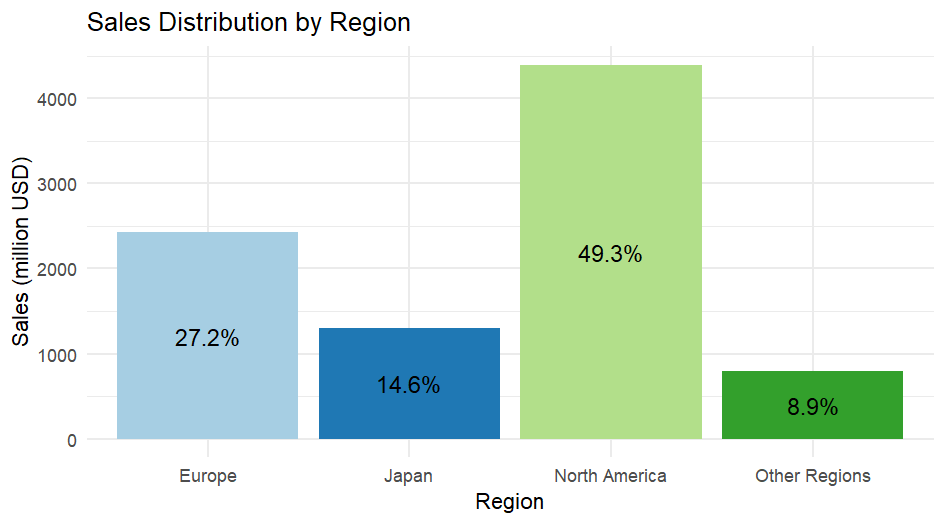 Sales Distribution by Region
Sales (million USD)
4000
3000
2000
1000
0
27.2%
14.6%
49.3%
8.9%
Europe
Japan
North America
Other Regions
Region